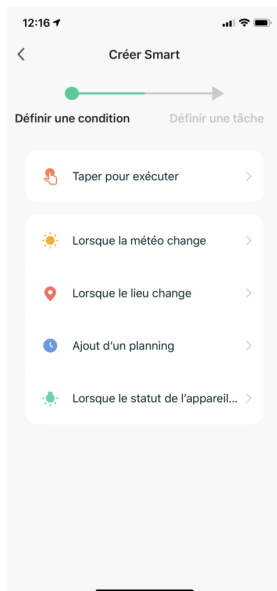 12:16
Créer Smart
Définir une condition Définir une tâche
Taper pour exécuter
Lorsque la météo change
Lorsque le lieu change
Ajout d’un planning
Lorsque le statut de l’appareil...